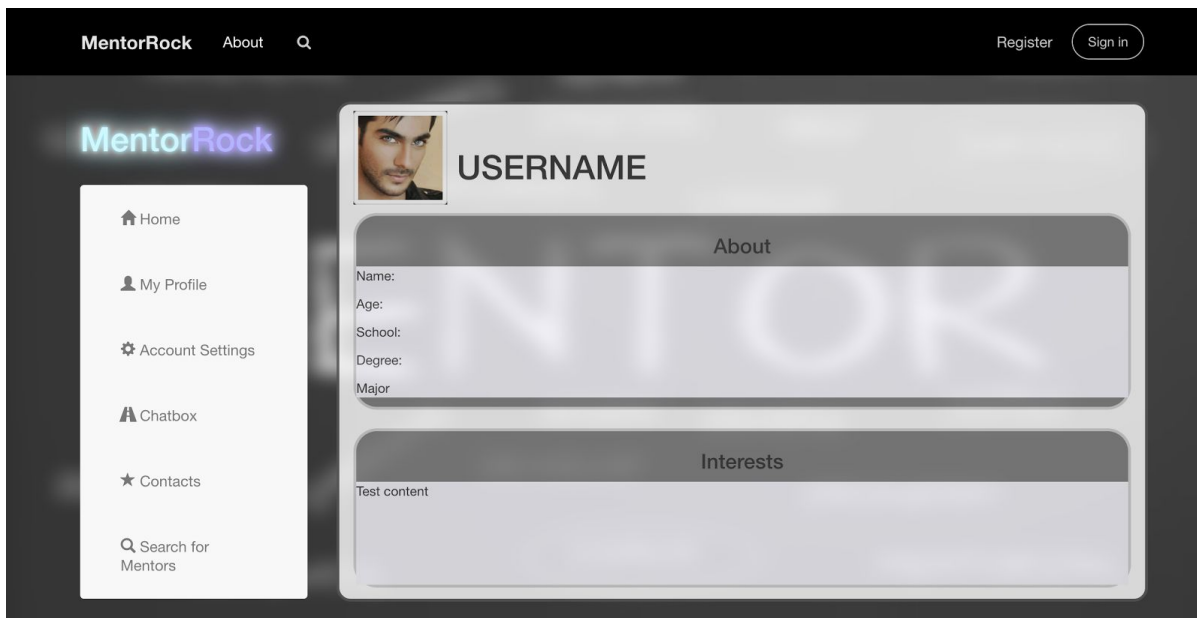 MentorRock About
Register Sign in
MentorRock
Home
My Profile
Account Settings
Chatbox
Contacts
Search for
Mentors
USERNAME
About
Name:
Age:
School:
Degree:
Major
Interests
Test content